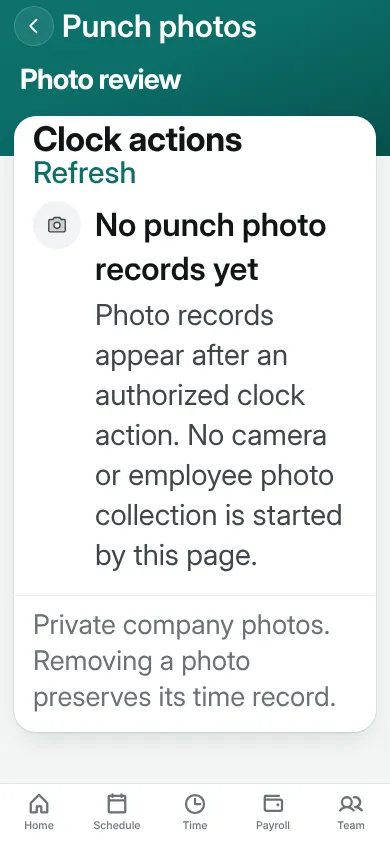 Punch photos
Photo review
Clock actions
Refresh
No punch photo
records yet
Photo records
appear after an
authorized clock
action. No camera
or employee photo
collection is started
by this page.
Private company photos.
Removing a photo
preserves its time record.
Home
Schedule
Time
Payroll
Team